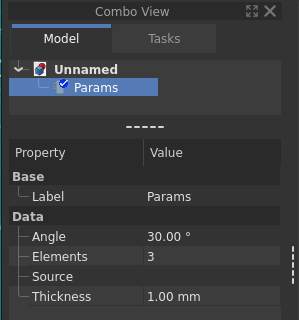 Combo View
Model Tasks
Unnamed
Params
Property Value
Base
Label Params
Data
Angle 30.00 °
Elements 3
Source
Thickness 1.00 mm